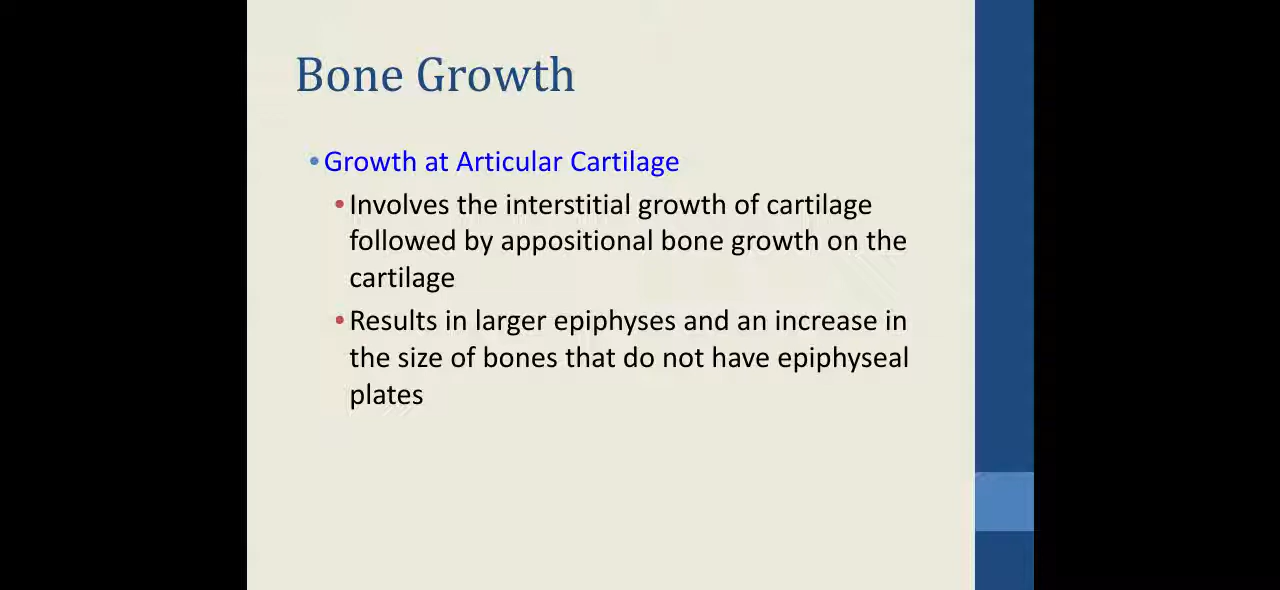 Bone Growth
•Growth at Articular Cartilage
•Involves the interstitial growth of cartilage
followed by appositional bone growth on the
cartilage
•Results in larger epiphyses and an increase in
the size of bones that do not have epiphyseal
plates